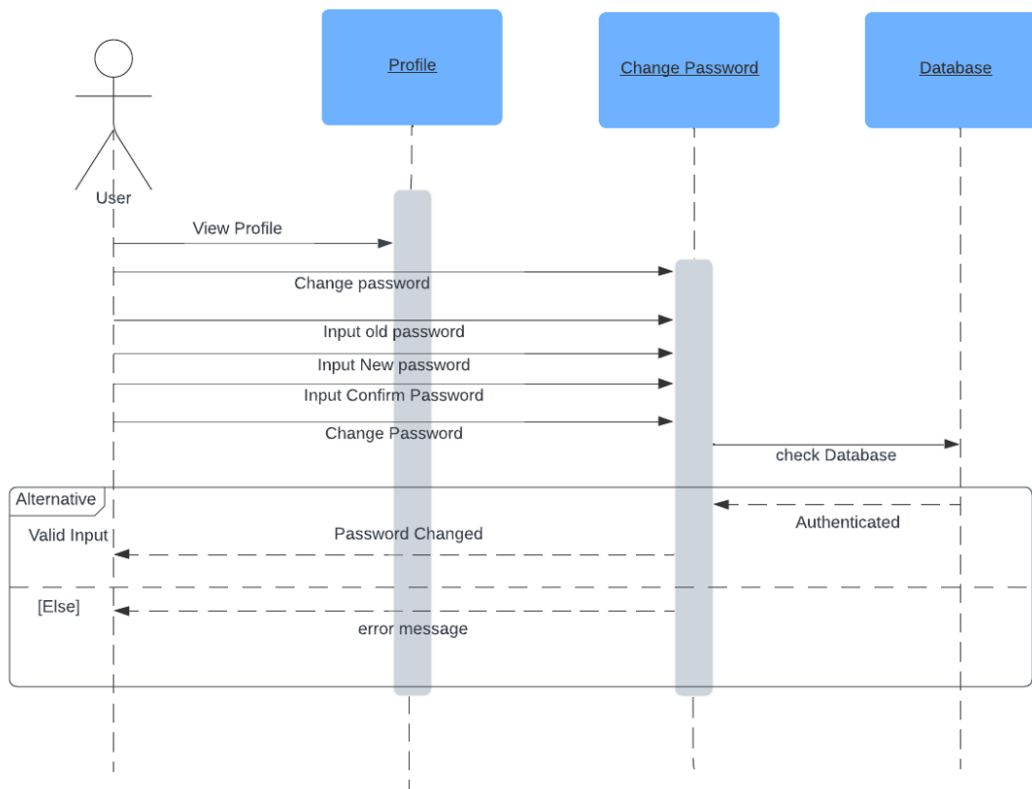 Profile
Change Password
Database
User
View Profile
Change password
Input old password
Input New password
Input Confirm Password
Change Password
check Database
Alternative
Authenticated
Valid Input
Password Changed
[Else]
error message